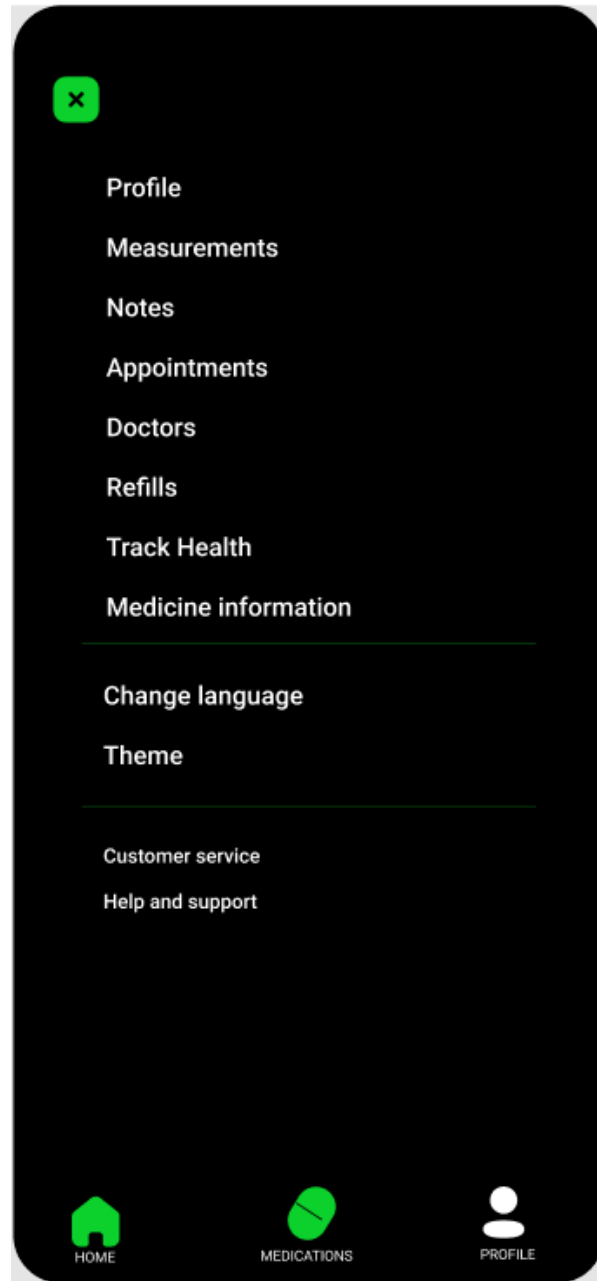 Profile
Measurements
Notes
Appointments
Doctors
Refills
Track Health
Medicine information
Change language
Theme
Customer service
Help and support
HOME
MEDICATIONS
PROFILE